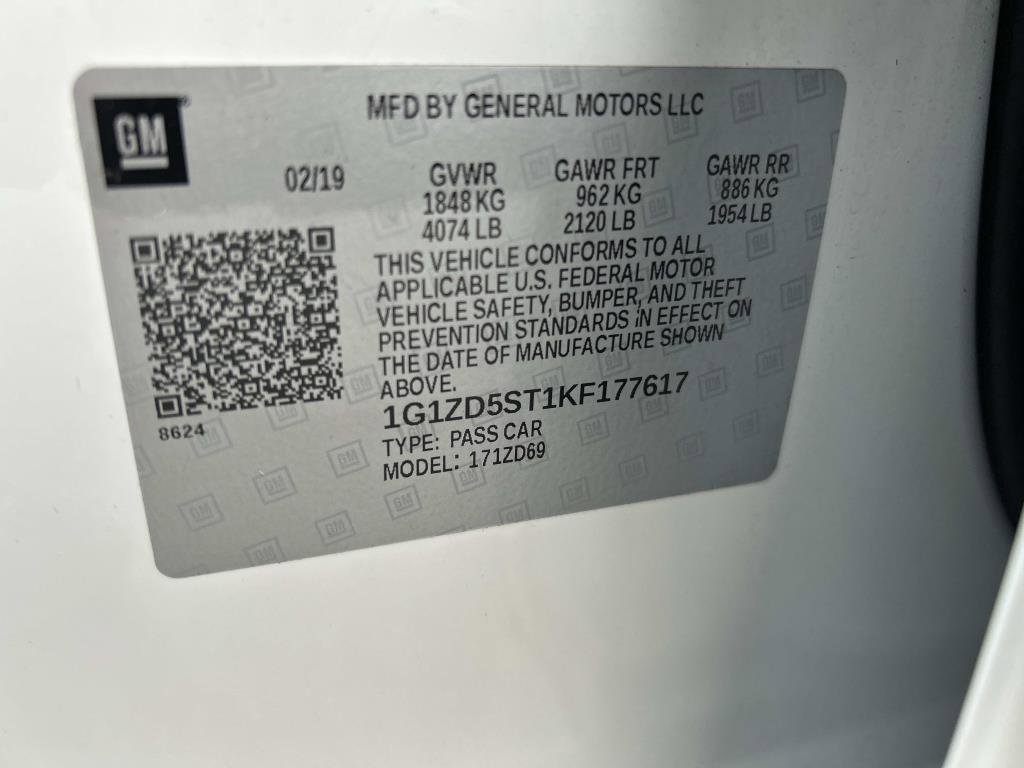 GM
MFD BY GENERAL MOTORS LLC
02/19
GVWR
1848 KG
4074 LB
GAWR FRT
962 KG
2120 LB
GAWR RR
886 KG
1954 LB
THIS VEHICLE CONFORMS TO ALL
APPLICABLE U.S. FEDERAL MOTOR
VEHICLE SAFETY, BUMPER, AND THEFT
PREVENTION STANDARDS IN EFFECT ON
THE DATE OF MANUFACTURE SHOWN
ABOVE.
1G1ZD5ST1KF177617
TYPE: PASS CAR
MODEL: 171ZD69
8624